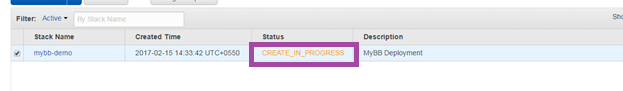 Filter: Active By Stack Name
Stack Name Created Time Status Description
mybb-demo 2017-02-15 14:33:42 UTC+0550 CREATE_IN_PROGRESS MyBB Deployment